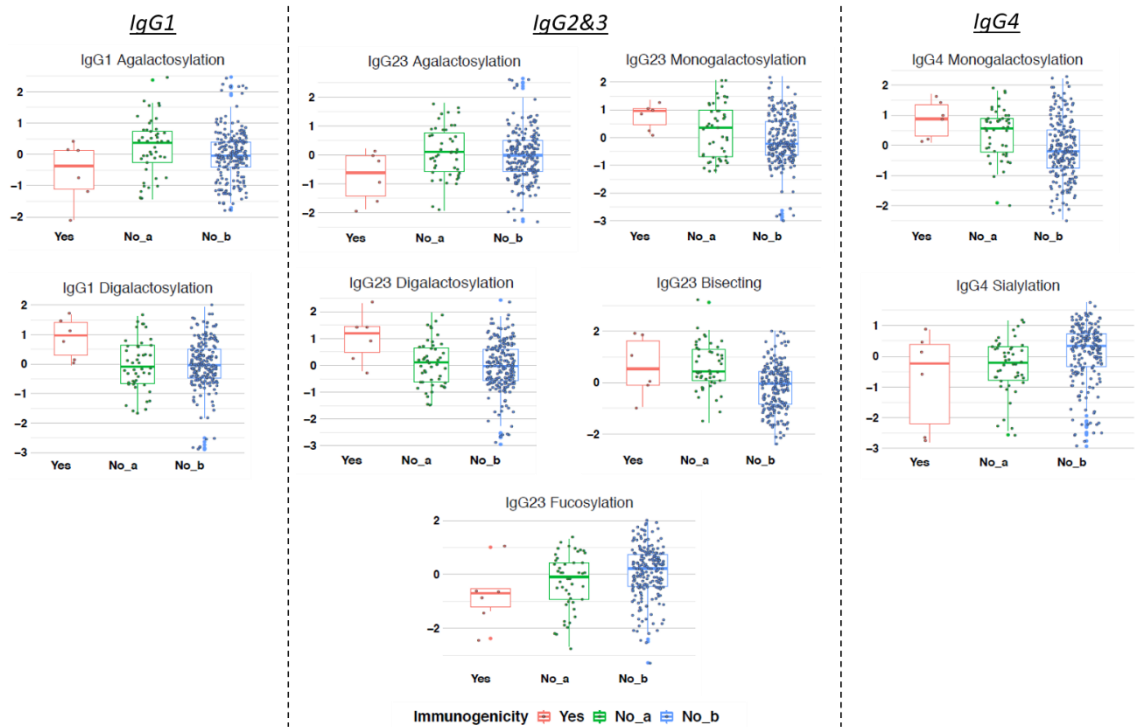 IgG1
IgG2&3
IgG4
IgG1 Agalactosylation
2
1
0
−1
−2
Yes No_a No_b
IgG23 Agalactosylation
2
1
0
−1
−2
Yes No_a No_b
IgG23 Monogalactosylation
2
1
0
−1
−2
−3
Yes No_a No_b
IgG4 Monogalactosylation
2
1
0
−1
−2
Yes No_a No_b
IgG1 Digalactosylation
2
1
0
−1
−2
−3
Yes No_a No_b
IgG23 Digalactosylation
2
1
0
−1
−2
−3
Yes No_a No_b
IgG23 Bisecting
2
0
−2
Yes No_a No_b
IgG4 Sialylation
1
0
−1
−2
−3
Yes No_a No_b
IgG23 Fucosylation
2
0
−2
Yes No_a No_b
Immunogenicity Yes No_a No_b